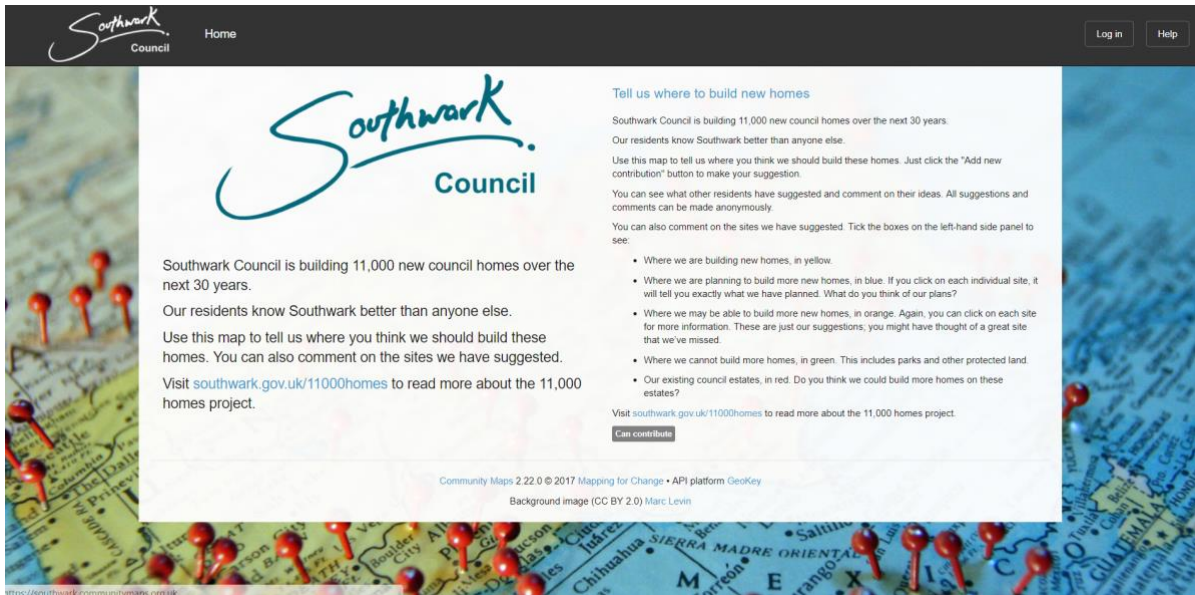 Southwark
Council
Home
Log in
Help
Southwark
Council
Southwark Council is building 11,000 new council homes over the
next 30 years.
Our residents know Southwark better than anyone else.
Use this map to tell us where you think we should build these
homes. You can also comment on the sites we have suggested.
Visit southwark.gov.uk/11000homes to read more about the 11,000
homes project.
Tell us where to build new homes
Southwark Council is building 11,000 new council homes over the next 30 years.
Our residents know Southwark better than anyone else.
Use this map to tell us where you think we should build these homes. Just click the "Add new
contribution" button to make your suggestion.
You can see what other residents have suggested and comment on their ideas. All suggestions and
comments can be made anonymously.
You can also comment on the sites we have suggested. Tick the boxes on the left-hand side panel to
see:
• Where we are building new homes, in yellow.
• Where we are planning to build more new homes, in blue. If you click on each individual site, it
will tell you exactly what we have planned. What do you think of our plans?
• Where we may be able to build more new homes, in orange. Again, you can click on each site
for more information. These are just our suggestions; you might have thought of a great site
that we've missed.
• Where we cannot build more homes, in green. This includes parks and other protected land.
• Our existing council estates, in red. Do you think we could build more homes on these
estates?
Visit southwark.gov.uk/11000homes to read more about the 11,000 homes project.
Can contribute
Community Maps 2.22.0 © 2017 Mapping for Change • API platform GeoKey
Background image (CC BY 2.0) Marc Levin
Columbia
The Dalles
CASCADE RA
Boulder
City
Tucson
Juárez
Chihuahua
SIERRA MADRE ORIENTAL
Saltillo
M E X I C O
GUATEMALA
https://southwark.communitymaps.org.uk